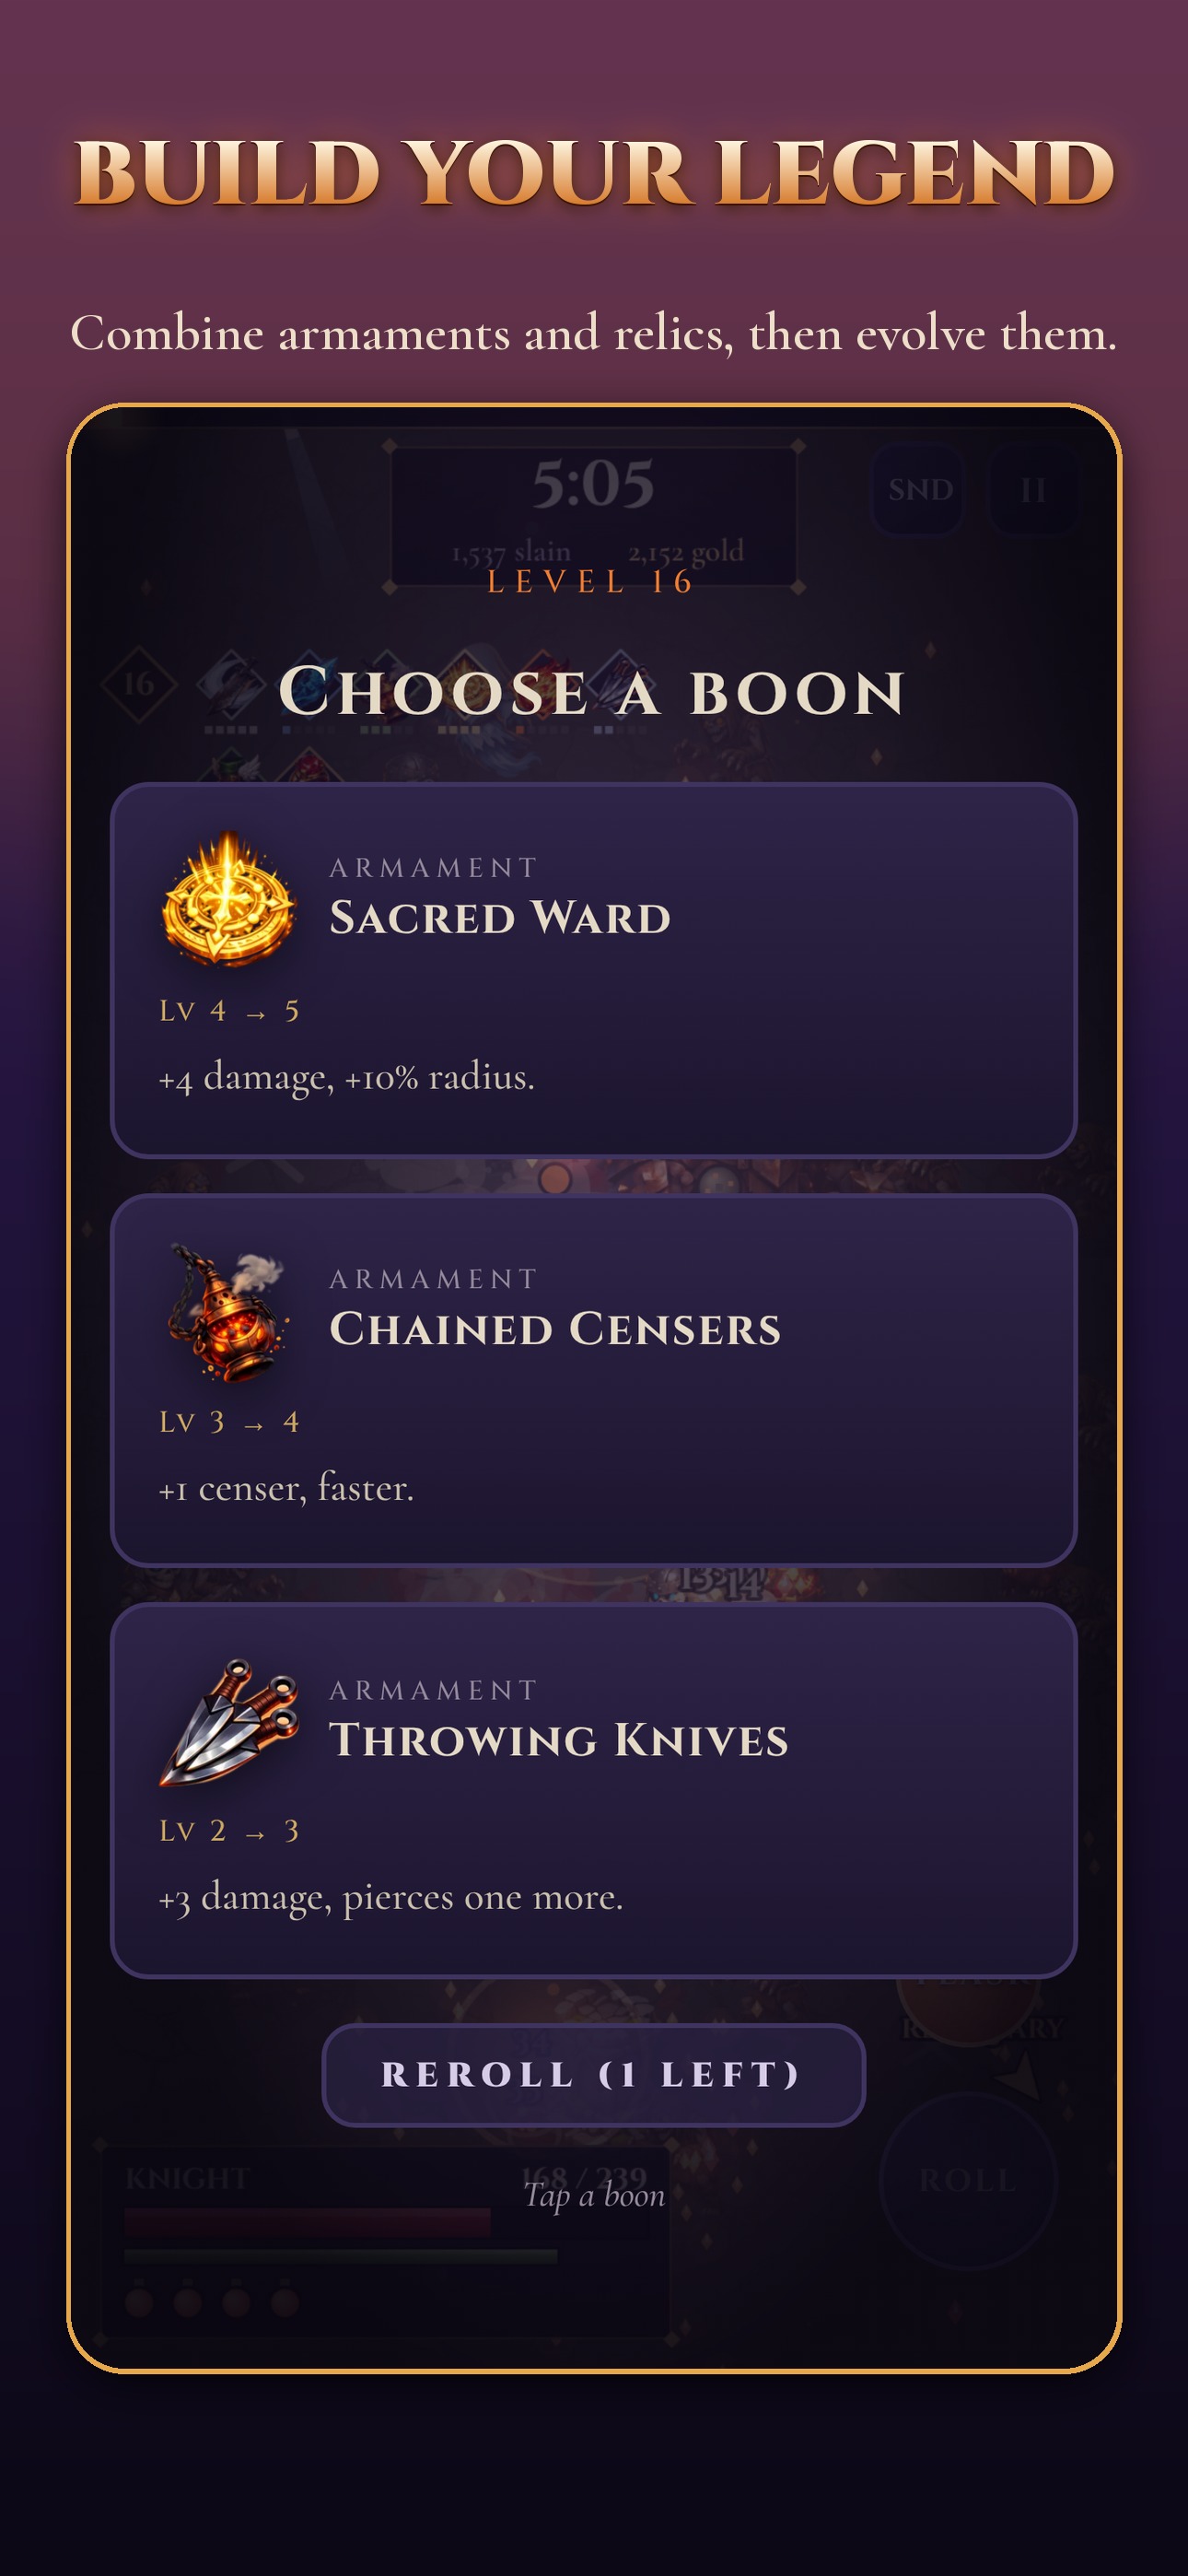 BUILD YOUR LEGEND
Combine armaments and relics, then evolve them.
5:05
SND
II
1,537 slain 2,152 gold
LEVEL 16
16
CHOOSE A BOON
ARMAMENT
SACRED WARD
LV 4 → 5
+4 damage, +10% radius.
ARMAMENT
CHAINED CENSERS
LV 3 → 4
+1 censer, faster.
13 14
ARMAMENT
THROWING KNIVES
LV 2 → 3
+3 damage, pierces one more.
REROLL (1 LEFT)
KNIGHT
168 / 239
ROLL
Tap a boon